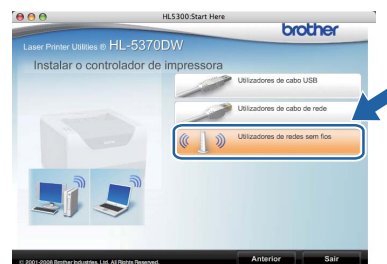 HL5300:Start Here
brother
Laser Printer Utilities ® HL-5370DW
Instalar o controlador de impressora
Utilizadores de cabo USB
Utilizadores de cabo de rede
Utilizadores de redes sem fios
© 2001-2008 Brother Industries, Ltd. All Rights Reserved.
Anterior
Sair